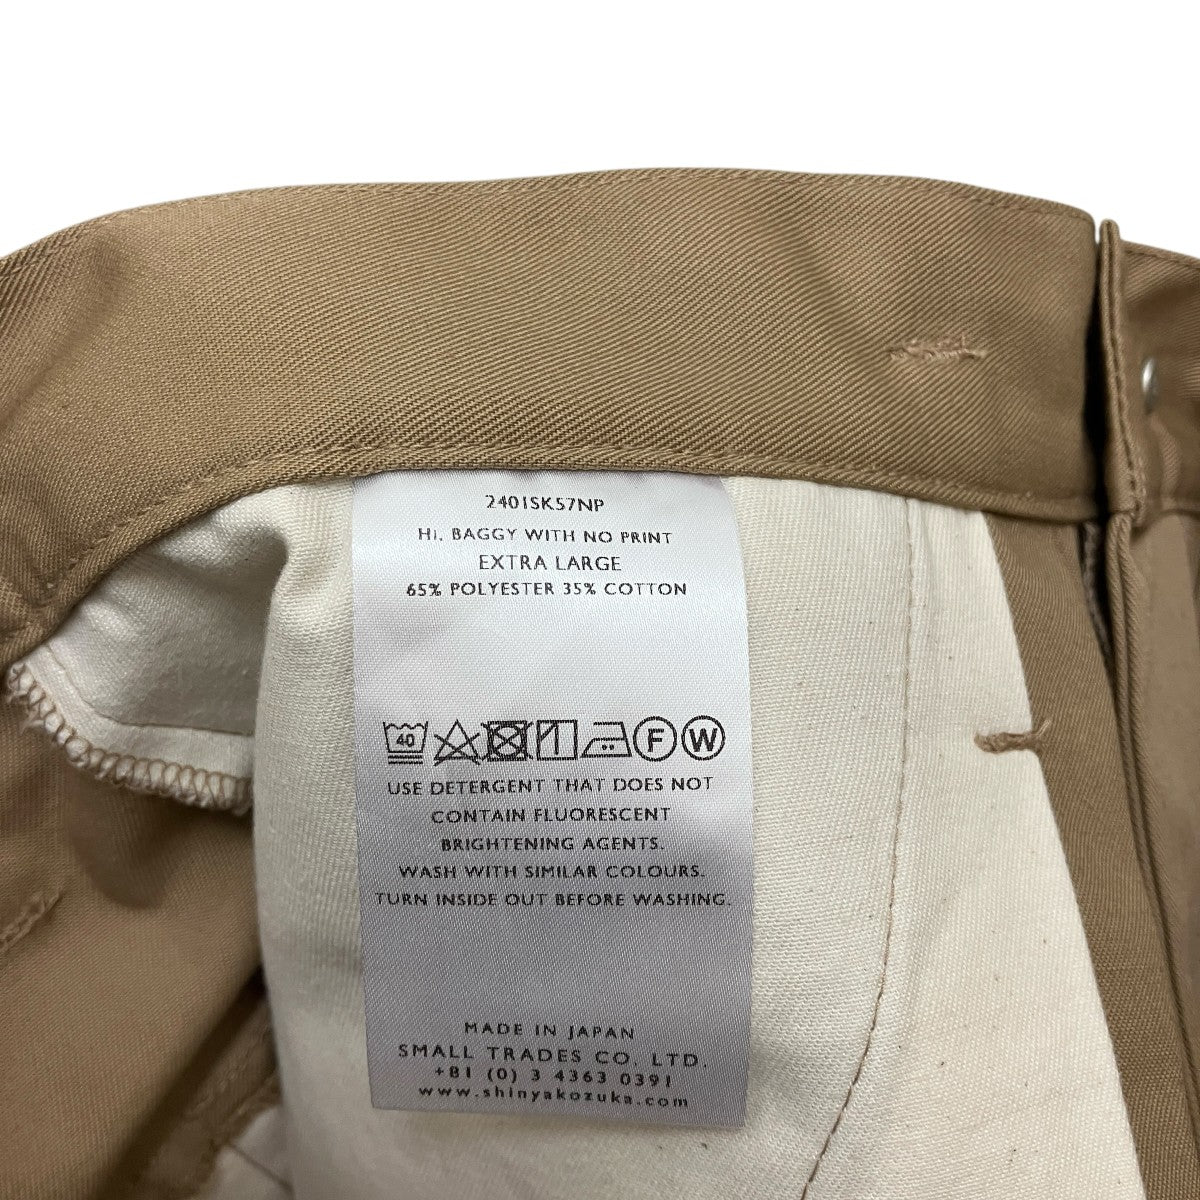 2401SK57NP
HI, BAGGY WITH NO PRINT
EXTRA LARGE
65% POLYESTER 35% COTTON
40 F W
USE DETERGENT THAT DOES NOT
CONTAIN FLUORESCENT
BRIGHTENING AGENTS.
WASH WITH SIMILAR COLOURS.
TURN INSIDE OUT BEFORE WASHING.
MADE IN JAPAN
SMALL TRADES CO. LTD.
+81 (0) 3 4363 0391
www.shinyakozuka.com